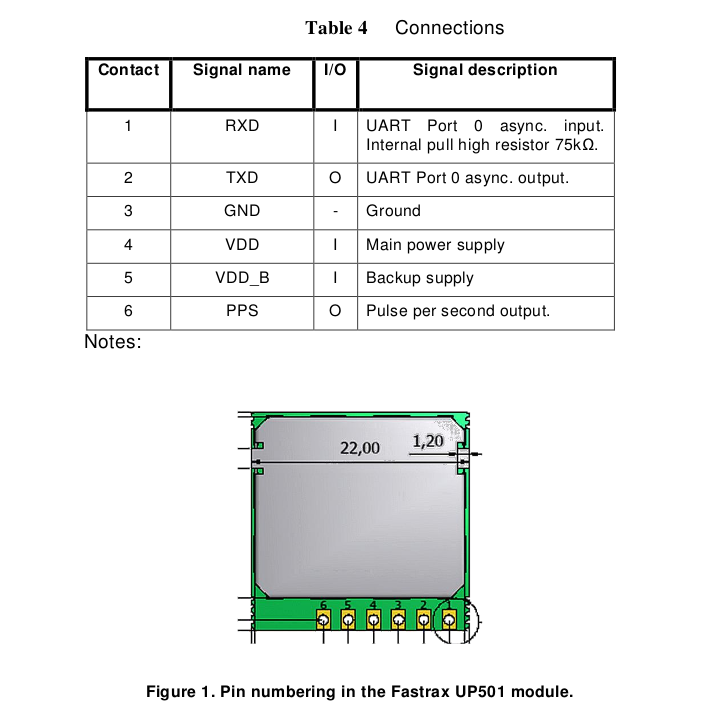 Table 4 Connections
Contact Signal name I/O Signal description
1 RXD I UART Port 0 async. input.
Internal pull high resistor 75kΩ.
2 TXD O UART Port 0 async. output.
3 GND - Ground
4 VDD I Main power supply
5 VDD_B I Backup supply
6 PPS O Pulse per second output.
Notes:
1,20
22,00
6 5 4 3 2 1
Figure 1. Pin numbering in the Fastrax UP501 module.